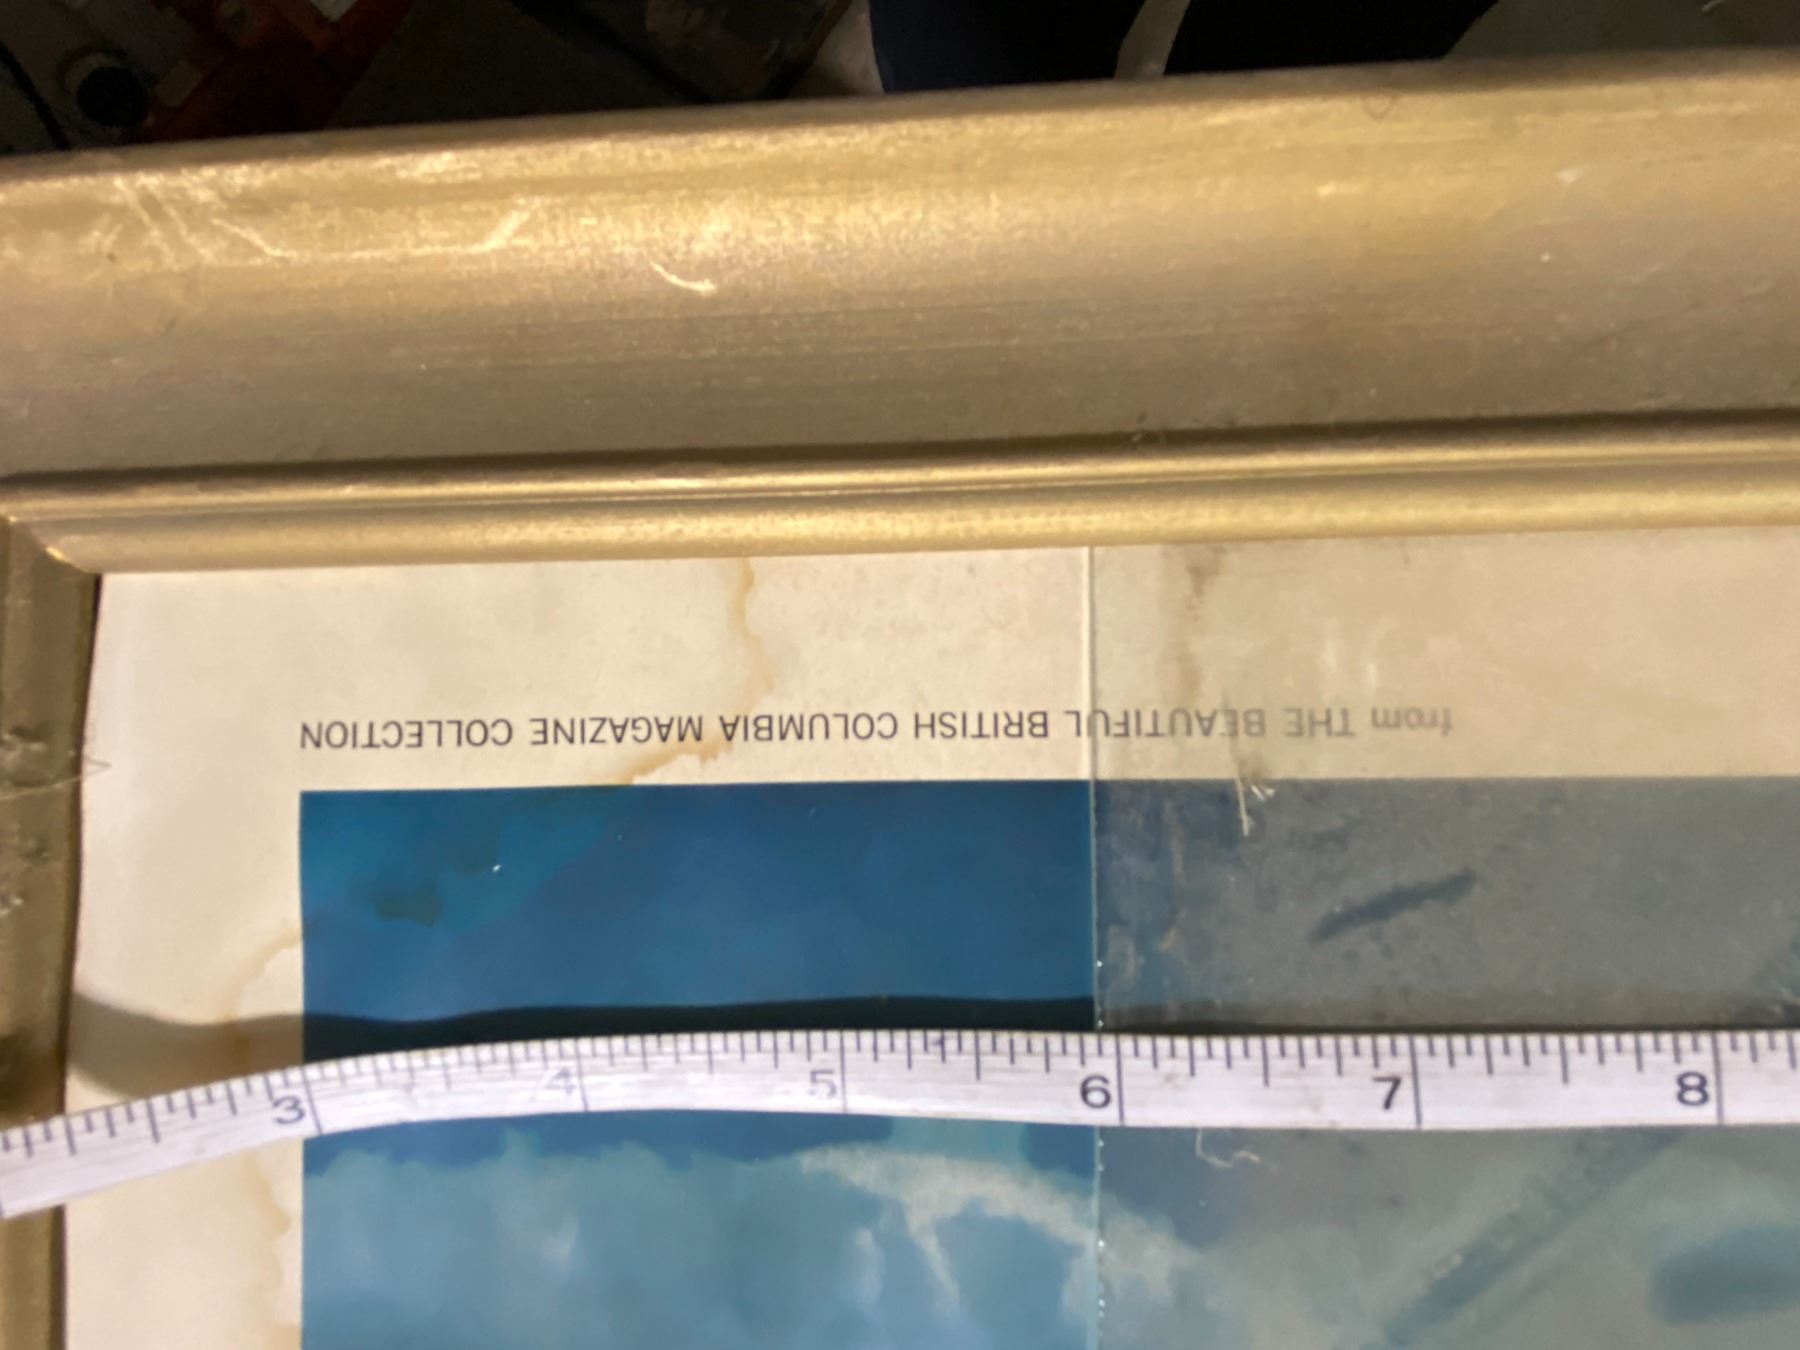 from THE BEAUTIFUL BRITISH COLUMBIA MAGAZINE COLLECTION
3 4 5 6 7 8